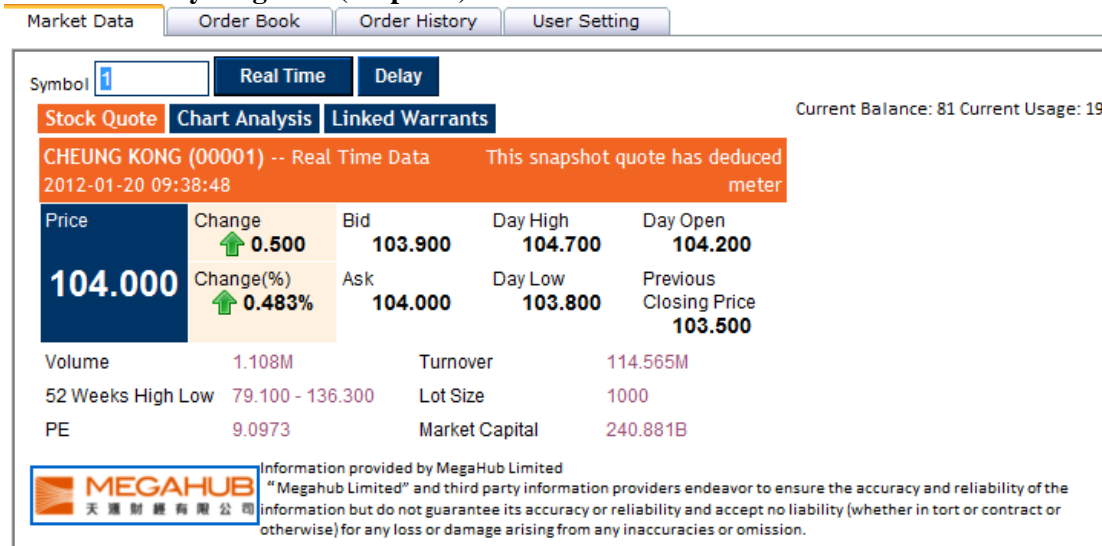 Market Data Order Book Order History User Setting
Symbol 1 Real Time Delay
Current Balance: 81 Current Usage: 19
Stock Quote Chart Analysis Linked Warrants
CHEUNG KONG (00001) -- Real Time Data This snapshot quote has deduced
2012-01-20 09:38:48 meter
Price Change Bid Day High Day Open
0.500 103.900 104.700 104.200
104.000 Change(%) Ask Day Low Previous
0.483% 104.000 103.800 Closing Price
103.500
Volume 1.108M Turnover 114.565M
52 Weeks High Low 79.100 - 136.300 Lot Size 1000
PE 9.0973 Market Capital 240.881B
Information provided by MegaHub Limited
MEGAHUB “Megahub Limited” and third party information providers endeavor to ensure the accuracy and reliability of the
天滙財經有限公司 information but do not guarantee its accuracy or reliability and accept no liability (whether in tort or contract or
otherwise) for any loss or damage arising from any inaccuracies or omission.